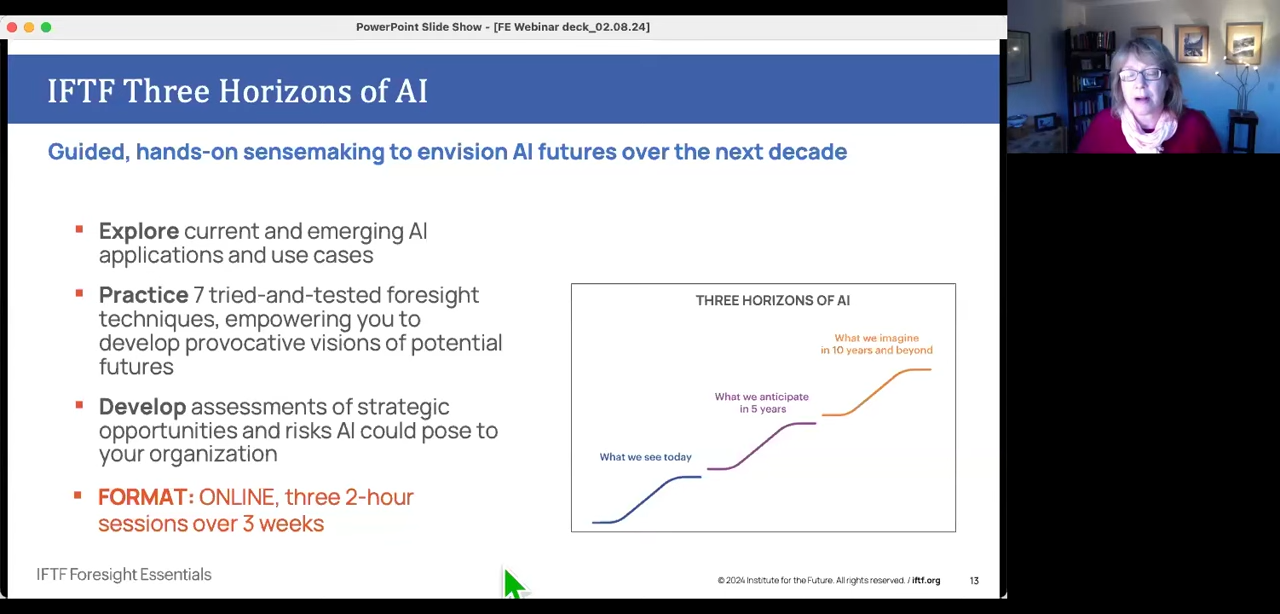 PowerPoint Slide Show - [FE Webinar deck_02.08.24]
IFTF Three Horizons of AI
Guided, hands-on sensemaking to envision AI futures over the next decade
Explore current and emerging AI
applications and use cases
Practice 7 tried-and-tested foresight
techniques, empowering you to
develop provocative visions of potential
futures
Develop assessments of strategic
opportunities and risks AI could pose to
your organization
FORMAT: ONLINE, three 2-hour
sessions over 3 weeks
THREE HORIZONS OF AI
What we imagine
in 10 years and beyond
What we anticipate
in 5 years
What we see today
IFTF Foresight Essentials
© 2024 Institute for the Future. All rights reserved. / iftf.org
13